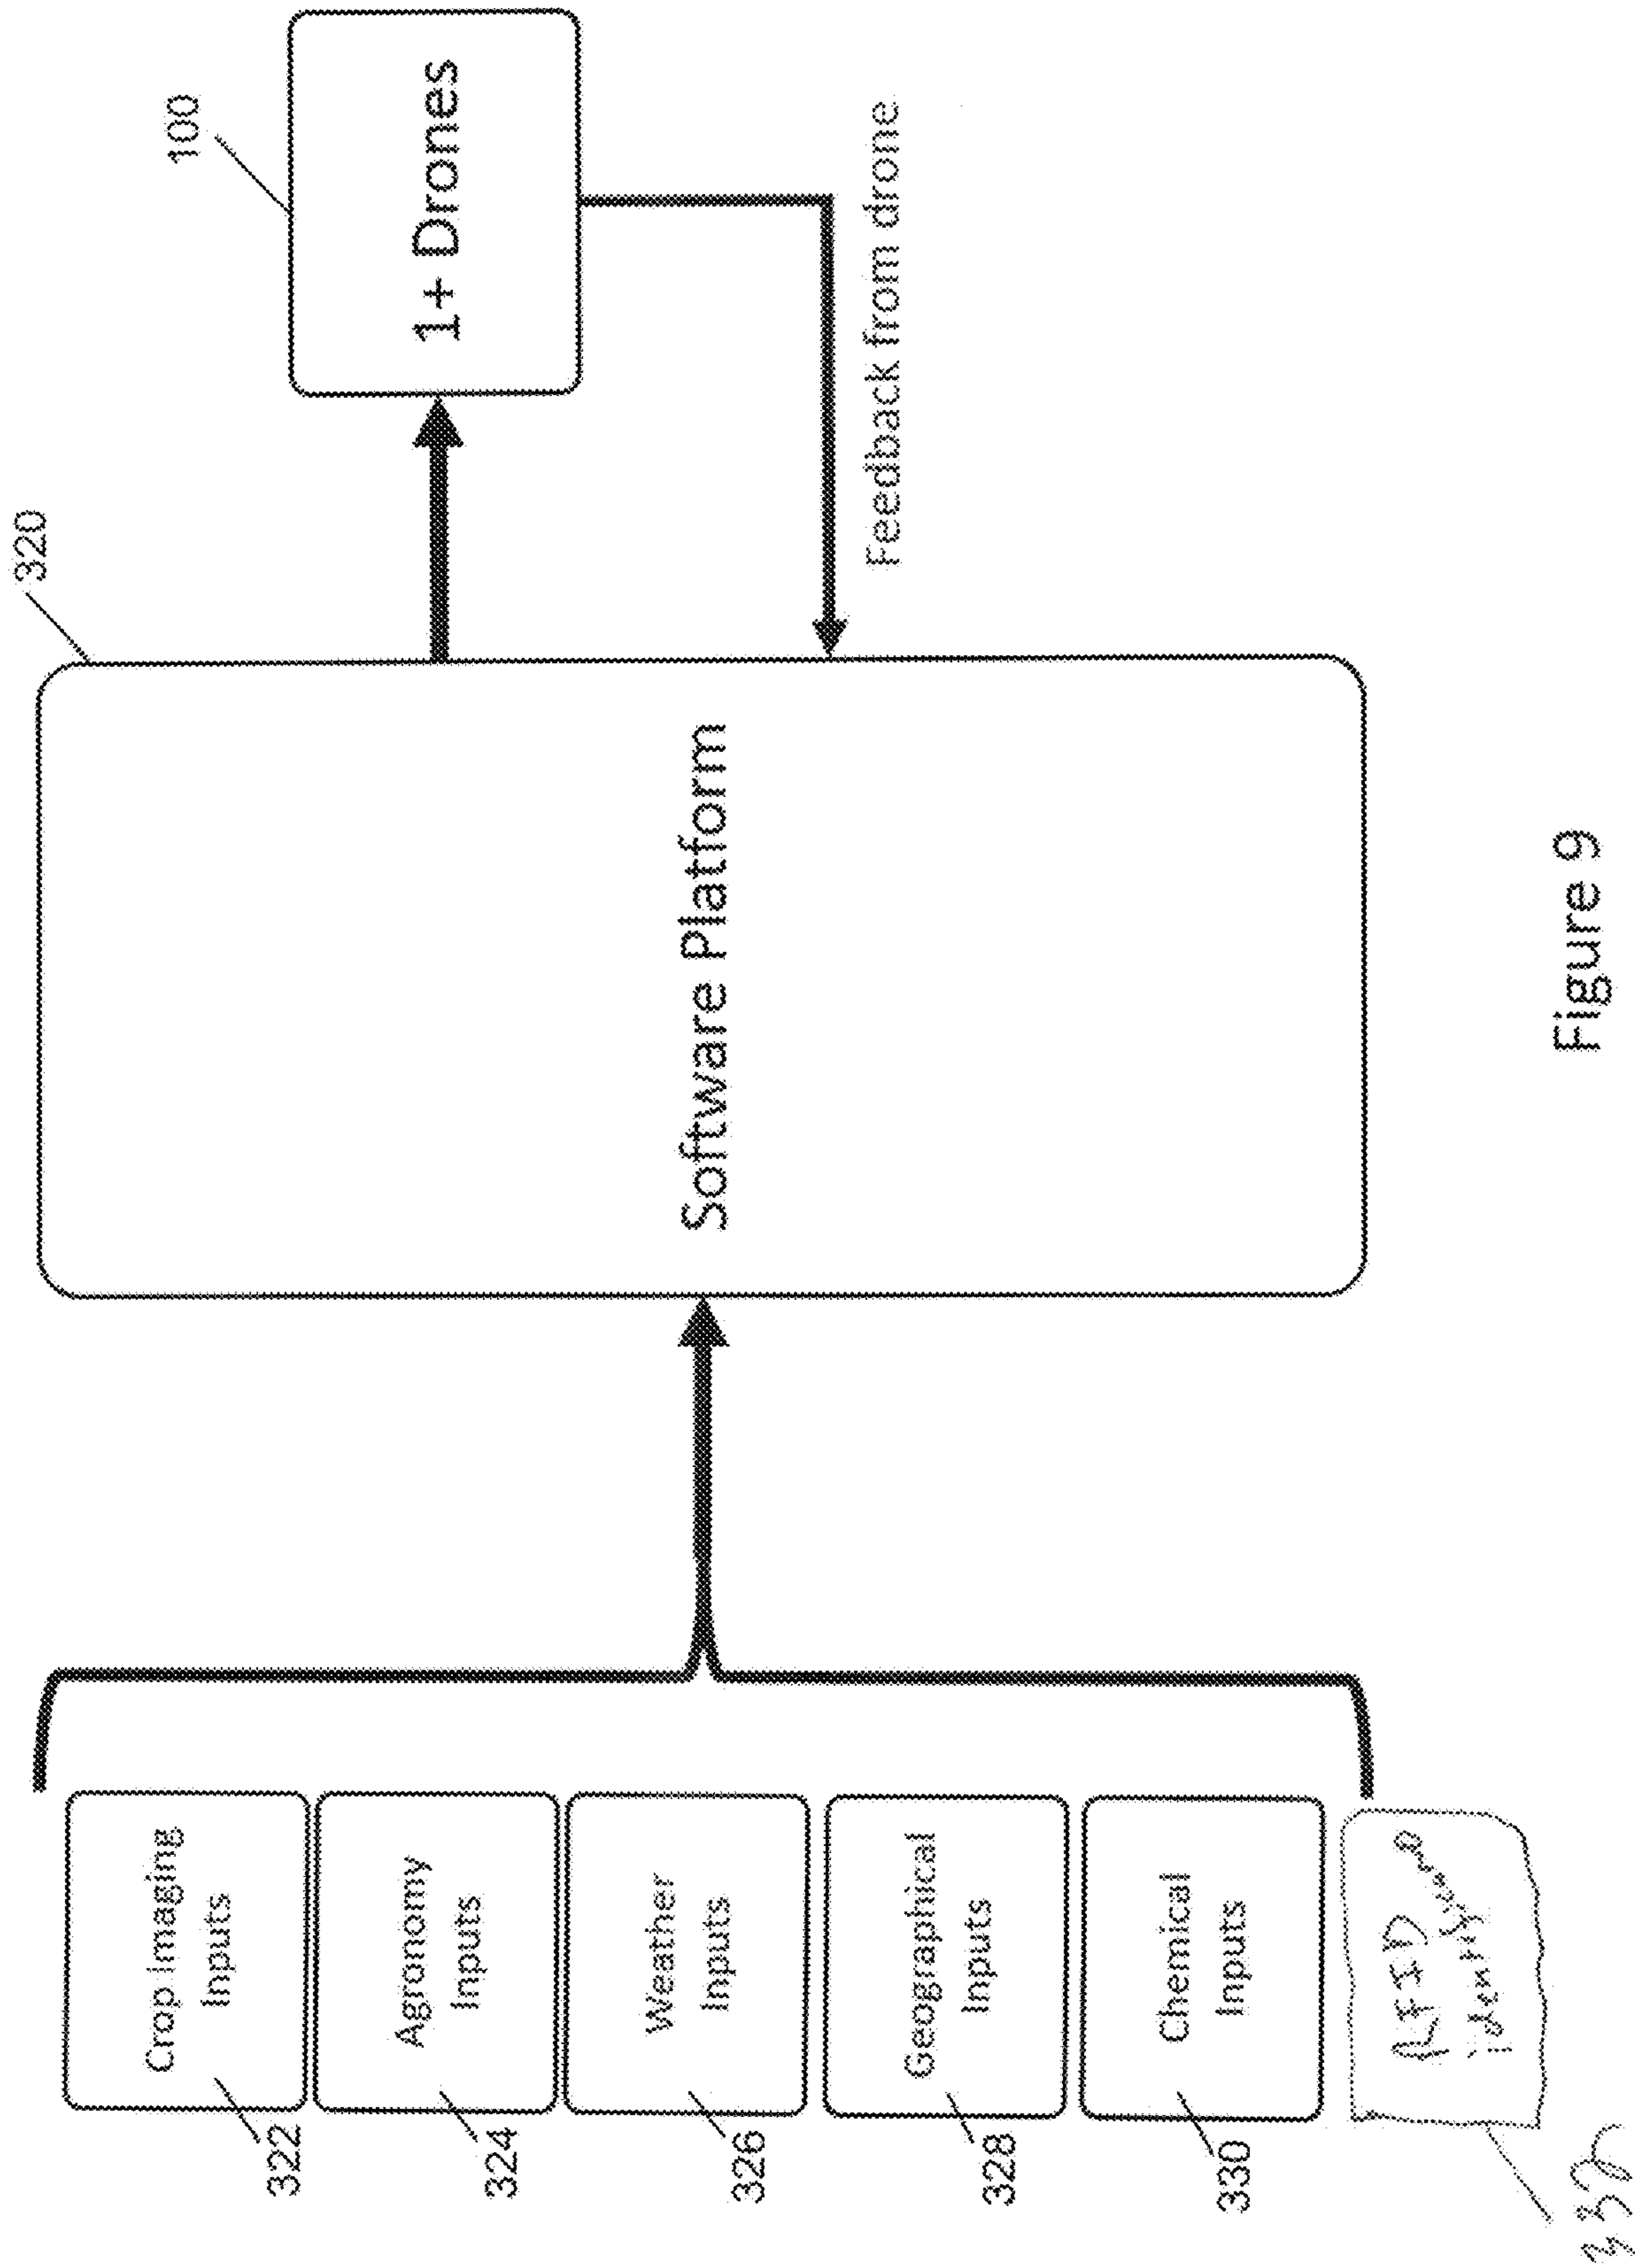 322
Crop Imaging
Inputs
324
Agronomy
Inputs
326
Weather
Inputs
328
Geographical
Inputs
330
Chemical
Inputs
332
RFID
320
Software Platform
100
1+ Drones
Feedback from drone
Figure 9